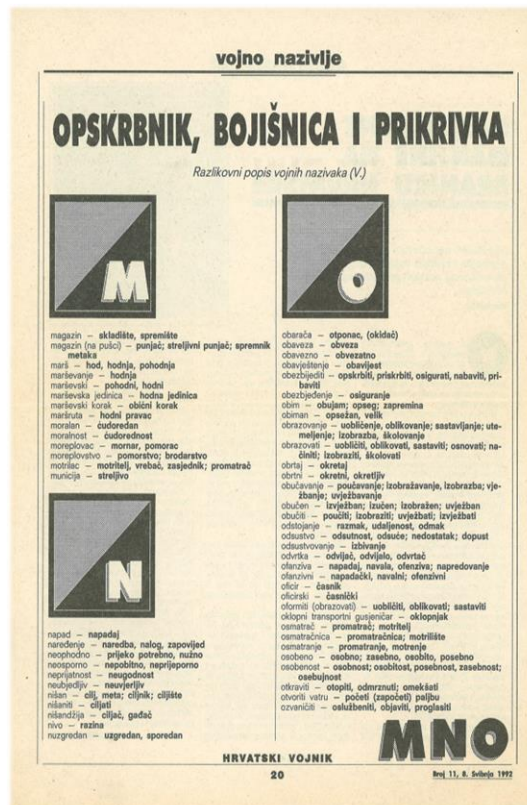 vojno nazivlje
OPSKRBNIK, BOJIŠNICA I PRIKRIVKA
Razlikovni popis vojnih nazivaka (V.)
M
magazin – skladište, spremište
magazin (na pušci) – punjač; streljivni punjač; spremnik
metaka
marš – hod, hodnja, pohodnja
marševanje – hodnja
marševski – pohodni, hodni
marševska jedinica – hodna jedinica
marševski korak – obični korak
maršruta – hodni pravac
moralan – ćudoredan
moralnost – ćudorednost
moreplovac – mornar, pomorac
moreplovstvo – pomorstvo; brodarstvo
motrilac – motritelj, vrebač, zasjednik; promatrač
municija – streljivo
N
napad – napadaj
naređenje – naredba, nalog, zapovijed
neophodno – prijeko potrebno, nužno
neosporno – nepobitno, neprijeporno
neprijatnost – neugodnost
neubjedljiv – neuvjerljiv
nišan – cilj, meta; ciljnik; ciljište
nišaniti – ciljati
nišandžija – ciljač, gađač
nivo – razina
nuzgredan – uzgredan, sporedan
O
obarača – otponac, (okidač)
obaveza – obveza
obavezno – obvezatno
obavještenje – obavijest
obezbijediti – opskrbiti, priskrbiti, osigurati, nabaviti, pri-
baviti
obezbjeđenje – osiguranje
obim – obujam; opseg; zapremina
obiman – opsežan, velik
obrazovanje – uobličenje, oblikovanje; sastavljanje; ute-
meljenje; izobrazba, školovanje
obrazovati – uobličiti, oblikovati, sastaviti; osnovati; na-
činiti; izobraziti, školovati
obrtaj – okretaj
obrtni – okretni, okretljiv
obučavanje – poučavanje; izobražavanje, izobrazba; vje-
žbanje; uvježbavanje
obučen – izvježban; izučen; izobražen; uvježban
obučiti – poučiti; izobraziti; uvježbati; izvježbati
odstojanje – razmak, udaljenost, odmak
odsustvo – odsutnost, odsuće; nedostatak; dopust
odsustvovanje – izbivanje
odvrtka – odvijač, odvijalo, odvrtač
ofanziva – napadaj, navala, ofenziva; napredovanje
ofanzivni – napadački, navalni; ofenzivni
oficir – časnik
oficirski – časnički
oformiti (obrazovati) – uobličiti, oblikovati; sastaviti
oklopni transportni gusjeničar – oklopnjak
osmatrač – promatrač; motritelj
osmatračnica – promatračnica; motrilište
osmatranje – promatranje, motrenje
osobeno – osobno; zasebno, osobito, posebno
osobenost – osobnost; osobitost, posebnost, zasebnost;
osebujnost
otkraviti – otopiti, odmrznuti; omekšati
otvoriti vatru – početi (započeti) paljbu
ozvaničiti – oslužbeniti, objaviti, proglasiti
MNO
HRVATSKI VOJNIK
20
Broj 11, 8. Svibnja 1992